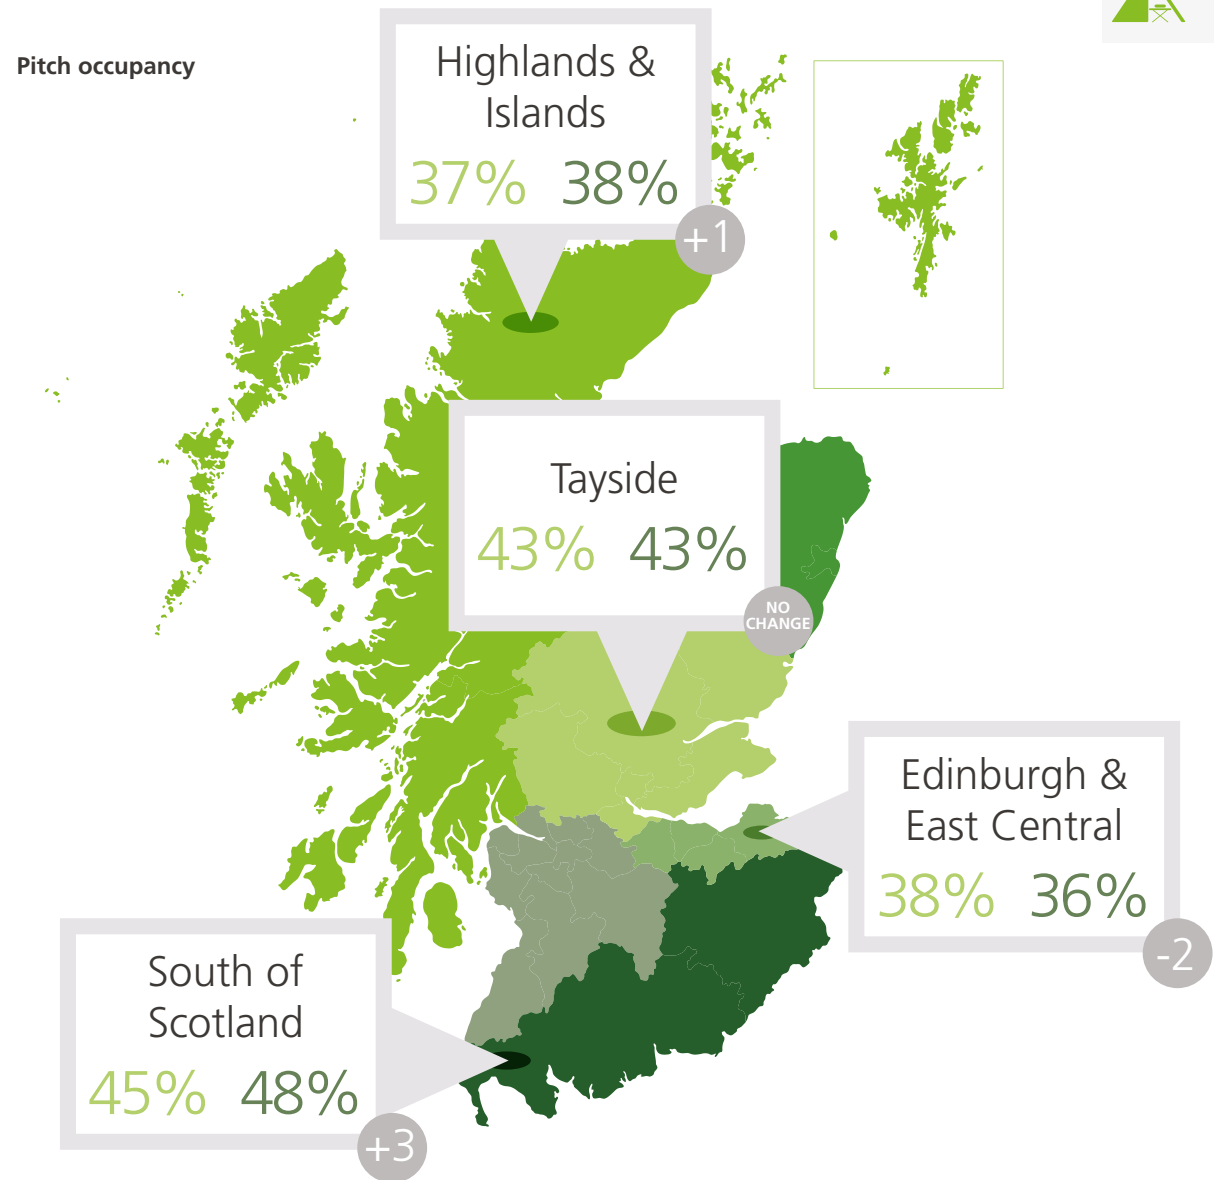 Pitch occupancy
Highlands &
Islands
37% 38%
+1
Tayside
43% 43%
NO
CHANGE
Edinburgh &
East Central
38% 36%
-2
South of
Scotland
45% 48%
+3